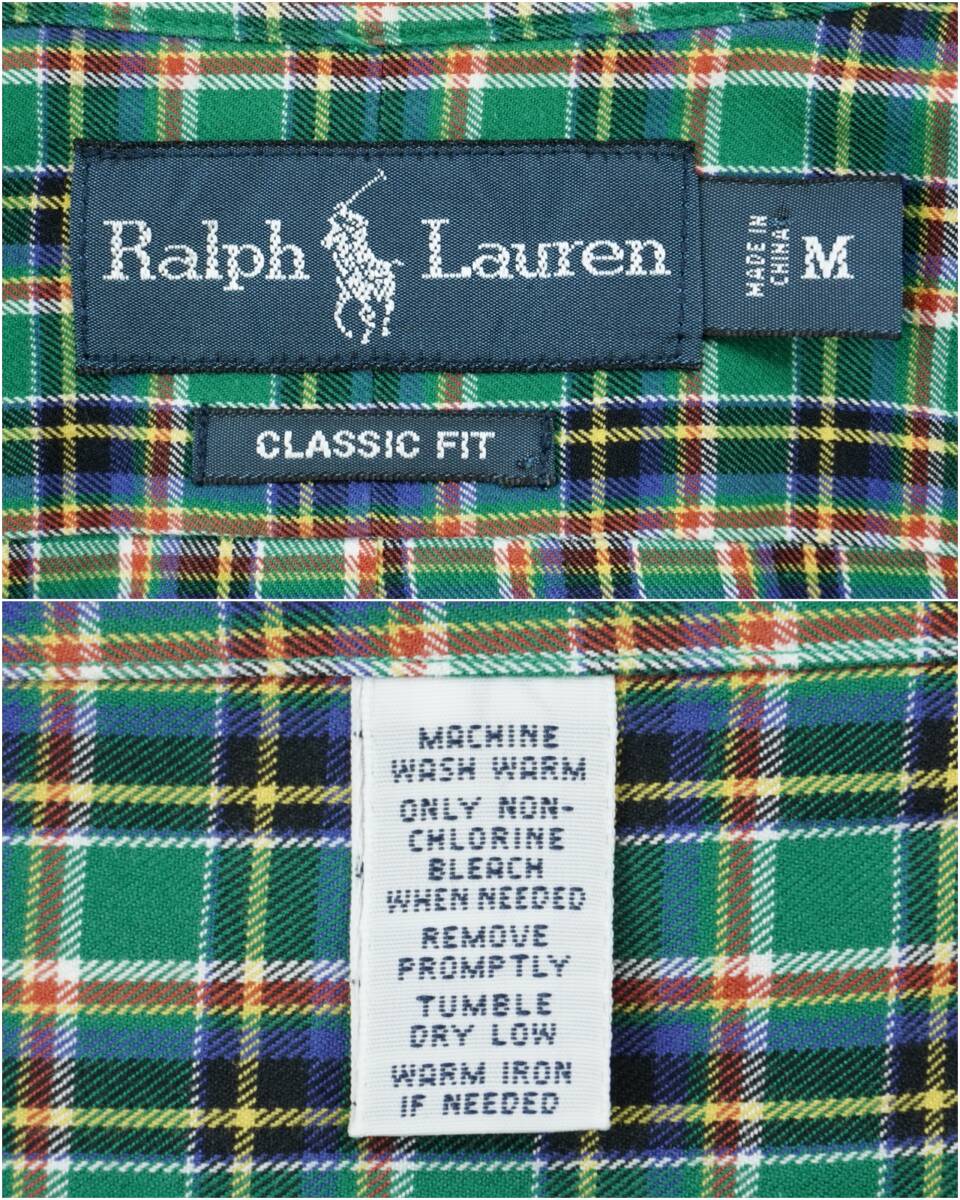 Ralph Lauren
MADE IN
CHINA
M
CLASSIC FIT
MACHINE
WASH WARM
ONLY NON-
CHLORINE
BLEACH
WHEN NEEDED
REMOVE
PROMPTLY
TUMBLE
DRY LOW
WARM IRON
IF NEEDED